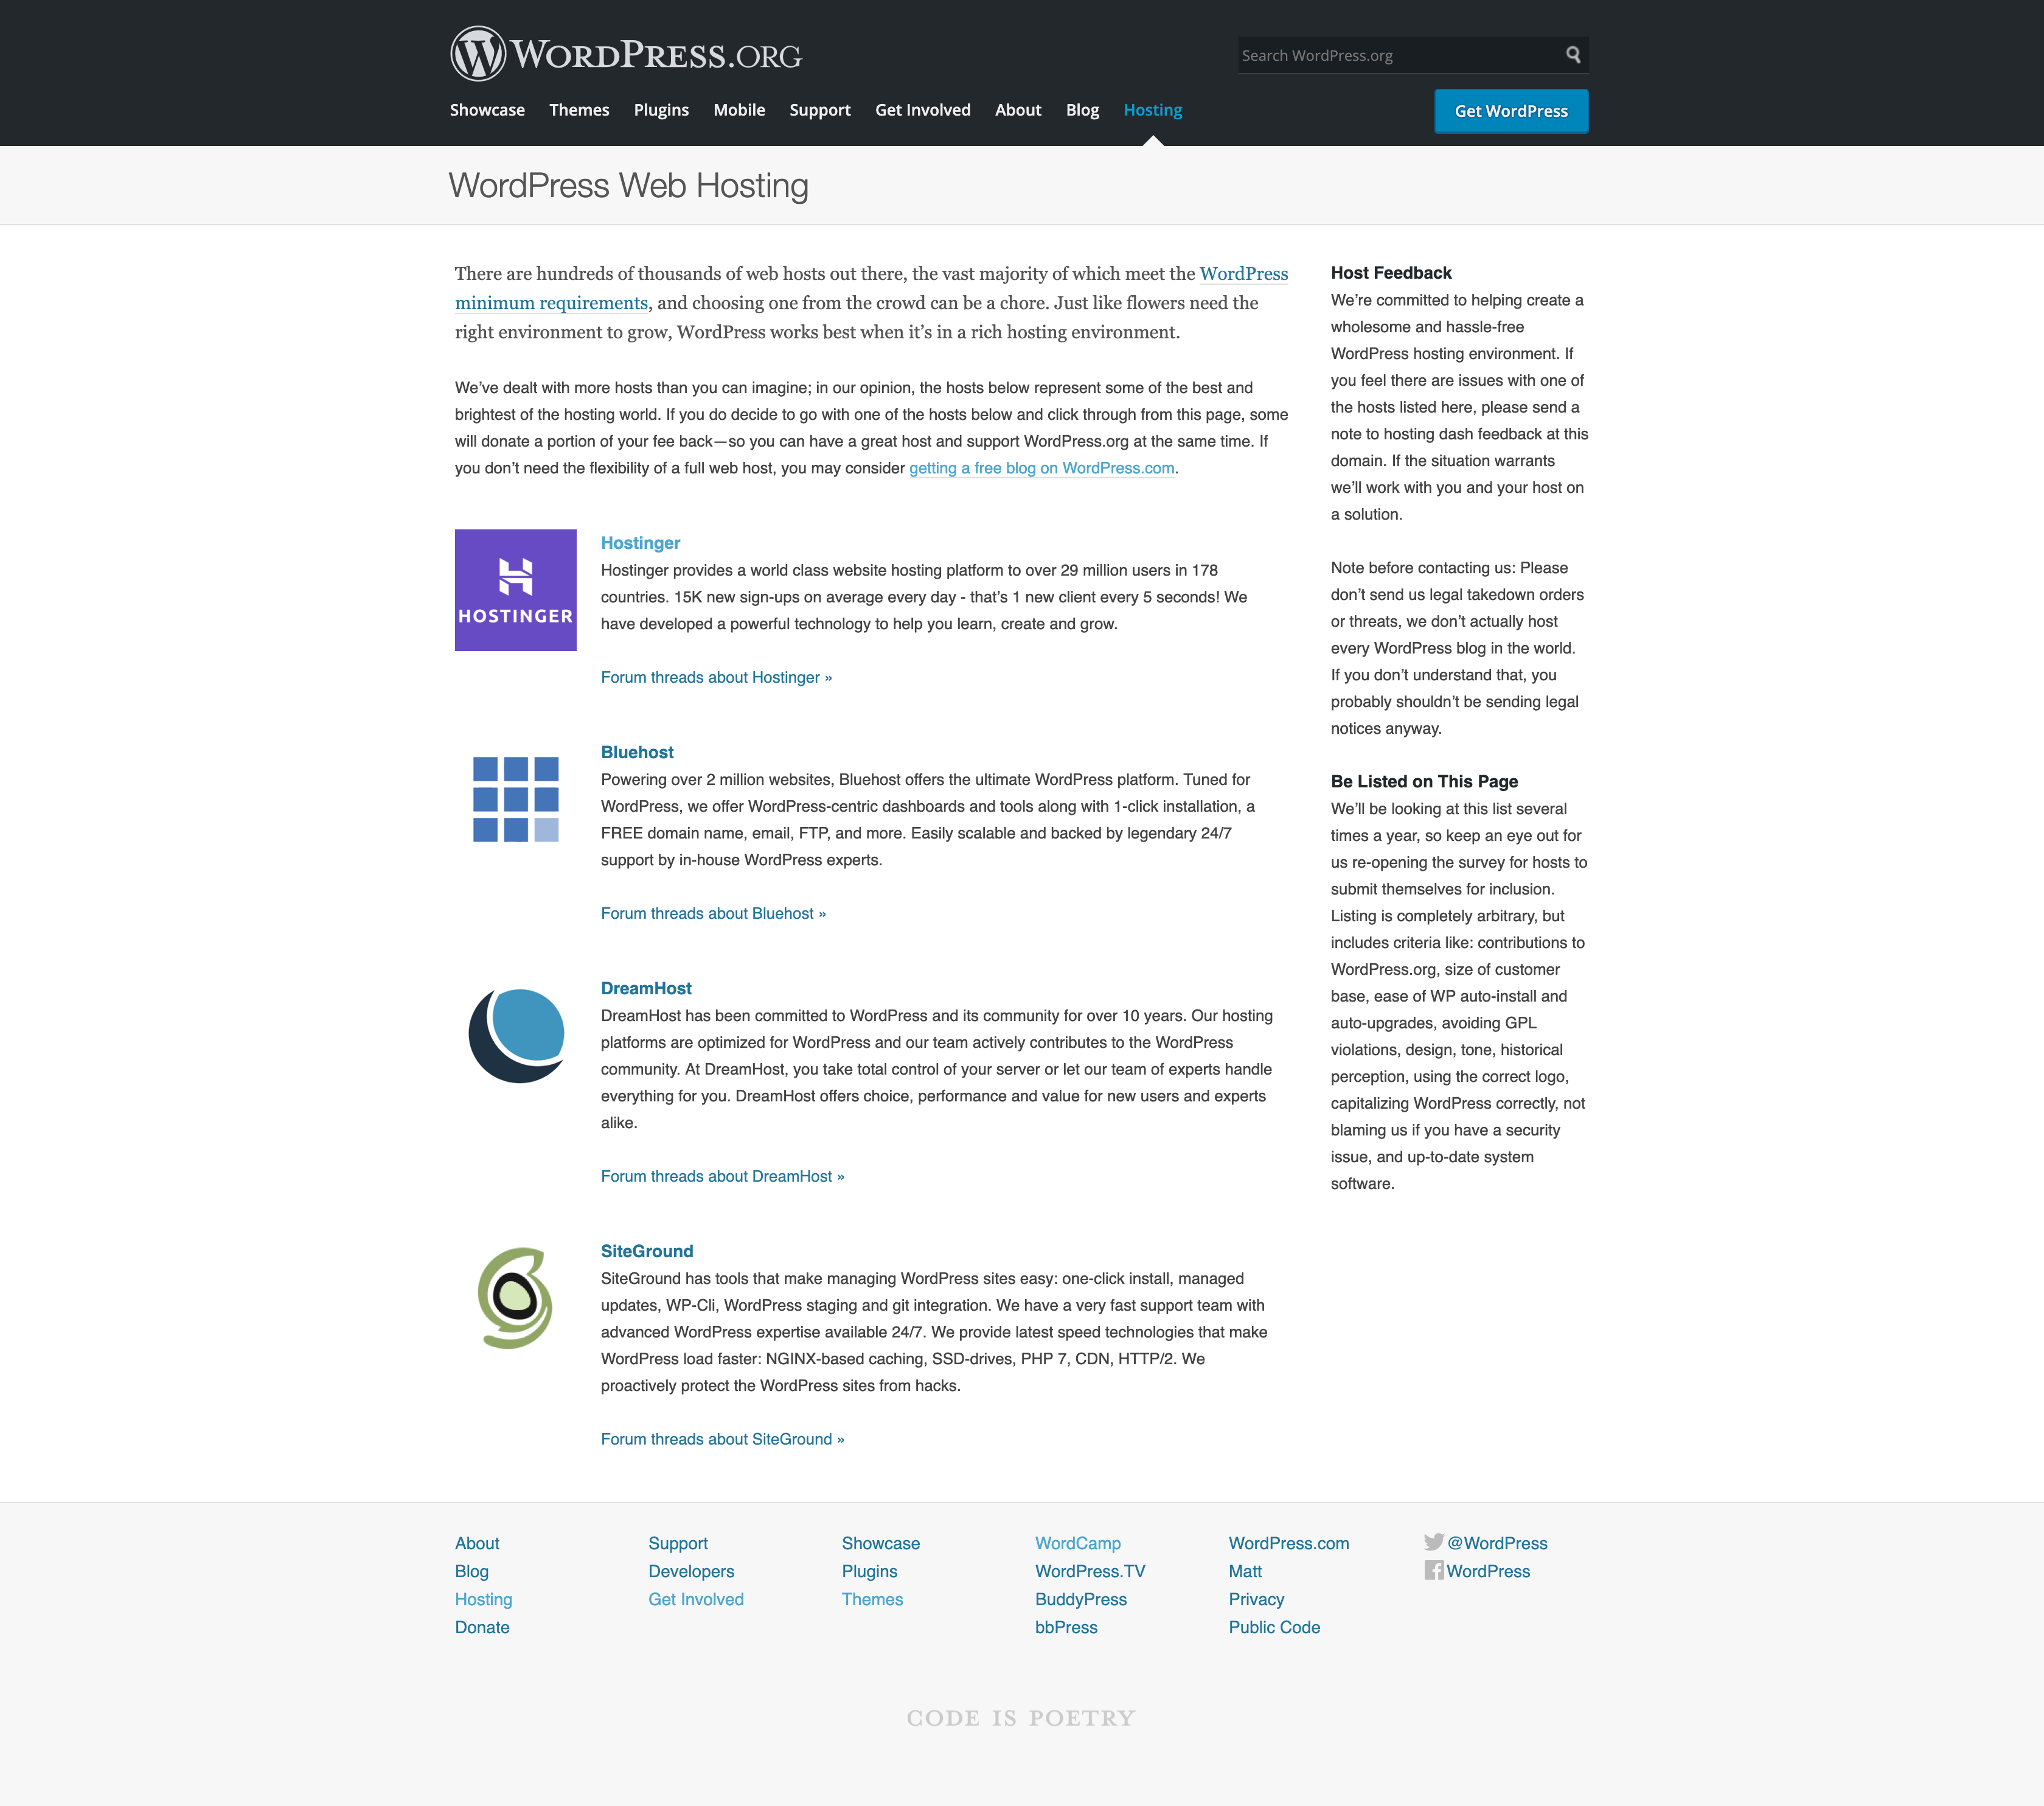 WORDPRESS.ORG
Search WordPress.org
Showcase Themes Plugins Mobile Support Get Involved About Blog Hosting
Get WordPress
WordPress Web Hosting
There are hundreds of thousands of web hosts out there, the vast majority of which meet the WordPress
minimum requirements, and choosing one from the crowd can be a chore. Just like flowers need the
right environment to grow, WordPress works best when it’s in a rich hosting environment.
We’ve dealt with more hosts than you can imagine; in our opinion, the hosts below represent some of the best and
brightest of the hosting world. If you do decide to go with one of the hosts below and click through from this page, some
will donate a portion of your fee back—so you can have a great host and support WordPress.org at the same time. If
you don’t need the flexibility of a full web host, you may consider getting a free blog on WordPress.com.
HOSTINGER
Hostinger
Hostinger provides a world class website hosting platform to over 29 million users in 178
countries. 15K new sign-ups on average every day - that’s 1 new client every 5 seconds! We
have developed a powerful technology to help you learn, create and grow.
Forum threads about Hostinger »
Bluehost
Powering over 2 million websites, Bluehost offers the ultimate WordPress platform. Tuned for
WordPress, we offer WordPress-centric dashboards and tools along with 1-click installation, a
FREE domain name, email, FTP, and more. Easily scalable and backed by legendary 24/7
support by in-house WordPress experts.
Forum threads about Bluehost »
DreamHost
DreamHost has been committed to WordPress and its community for over 10 years. Our hosting
platforms are optimized for WordPress and our team actively contributes to the WordPress
community. At DreamHost, you take total control of your server or let our team of experts handle
everything for you. DreamHost offers choice, performance and value for new users and experts
alike.
Forum threads about DreamHost »
SiteGround
SiteGround has tools that make managing WordPress sites easy: one-click install, managed
updates, WP-Cli, WordPress staging and git integration. We have a very fast support team with
advanced WordPress expertise available 24/7. We provide latest speed technologies that make
WordPress load faster: NGINX-based caching, SSD-drives, PHP 7, CDN, HTTP/2. We
proactively protect the WordPress sites from hacks.
Forum threads about SiteGround »
Host Feedback
We’re committed to helping create a
wholesome and hassle-free
WordPress hosting environment. If
you feel there are issues with one of
the hosts listed here, please send a
note to hosting dash feedback at this
domain. If the situation warrants
we’ll work with you and your host on
a solution.
Note before contacting us: Please
don’t send us legal takedown orders
or threats, we don’t actually host
every WordPress blog in the world.
If you don’t understand that, you
probably shouldn’t be sending legal
notices anyway.
Be Listed on This Page
We’ll be looking at this list several
times a year, so keep an eye out for
us re-opening the survey for hosts to
submit themselves for inclusion.
Listing is completely arbitrary, but
includes criteria like: contributions to
WordPress.org, size of customer
base, ease of WP auto-install and
auto-upgrades, avoiding GPL
violations, design, tone, historical
perception, using the correct logo,
capitalizing WordPress correctly, not
blaming us if you have a security
issue, and up-to-date system
software.
About
Blog
Hosting
Donate
Support
Developers
Get Involved
Showcase
Plugins
Themes
WordCamp
WordPress.TV
BuddyPress
bbPress
WordPress.com
Matt
Privacy
Public Code
@WordPress
WordPress
CODE IS POETRY